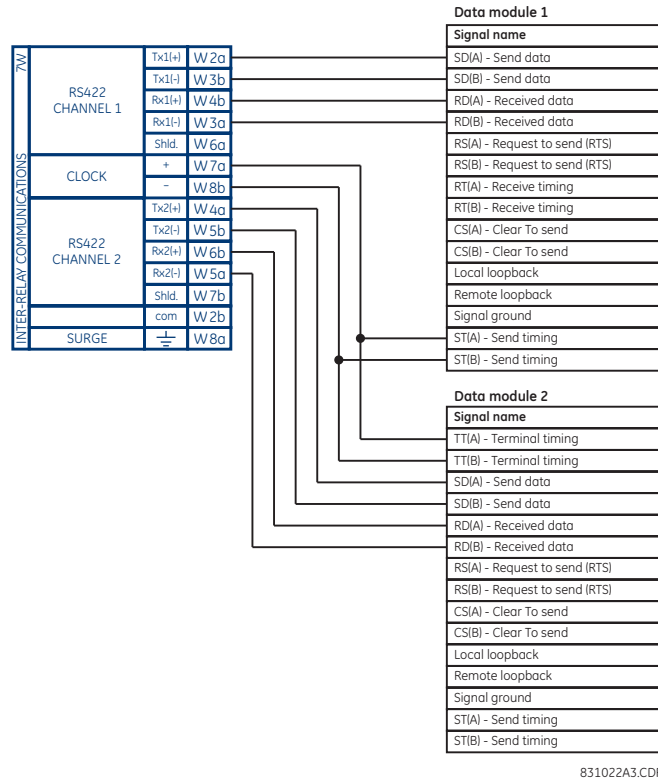 7W
INTER-RELAY COMMUNICATIONS
RS422
CHANNEL 1
Tx1(+) W2a
Tx1(-) W3b
Rx1(+) W4b
Rx1(-) W3a
Shld. W6a
CLOCK
+ W7a
– W8b
RS422
CHANNEL 2
Tx2(+) W4a
Tx2(-) W5b
Rx2(+) W6b
Rx2(-) W5a
Shld. W7b
com W2b
SURGE W8a
Data module 1
Signal name
SD(A) - Send data
SD(B) - Send data
RD(A) - Received data
RD(B) - Received data
RS(A) - Request to send (RTS)
RS(B) - Request to send (RTS)
RT(A) - Receive timing
RT(B) - Receive timing
CS(A) - Clear To send
CS(B) - Clear To send
Local loopback
Remote loopback
Signal ground
ST(A) - Send timing
ST(B) - Send timing
Data module 2
Signal name
TT(A) - Terminal timing
TT(B) - Terminal timing
SD(A) - Send data
SD(B) - Send data
RD(A) - Received data
RD(B) - Received data
RS(A) - Request to send (RTS)
RS(B) - Request to send (RTS)
CS(A) - Clear To send
CS(B) - Clear To send
Local loopback
Remote loopback
Signal ground
ST(A) - Send timing
ST(B) - Send timing